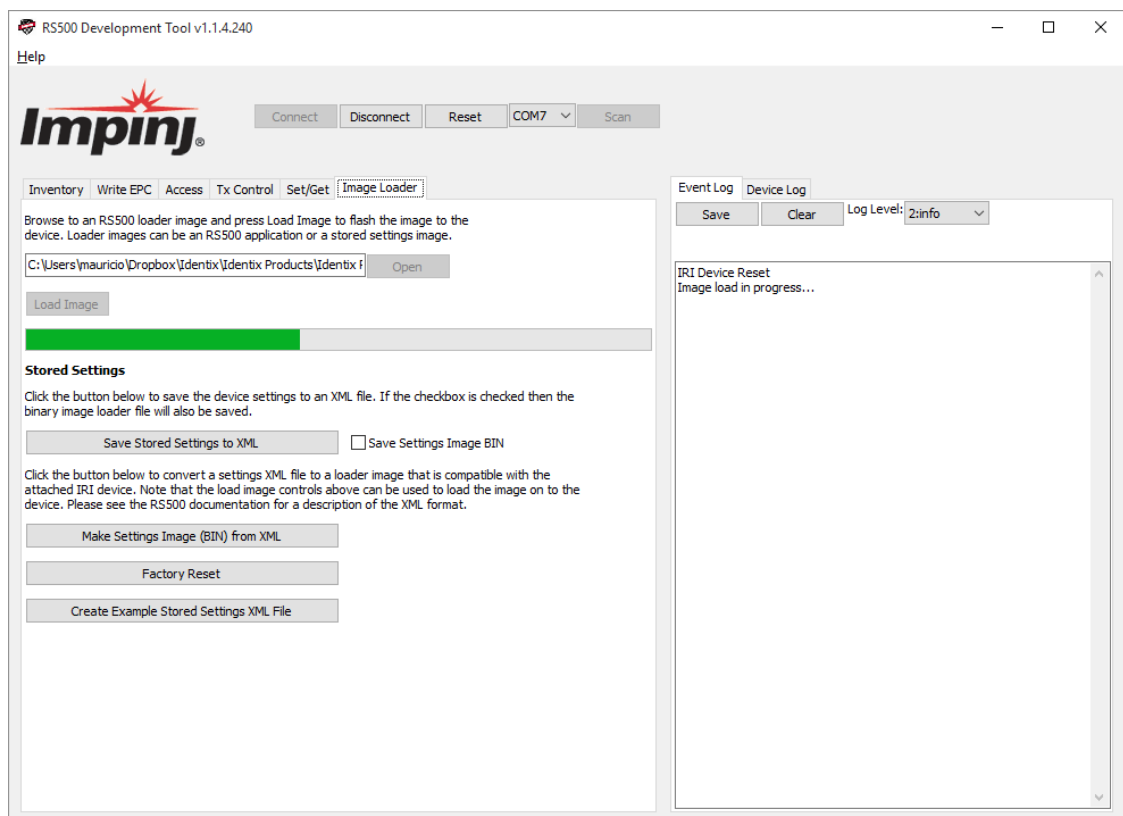 RS500 Development Tool v1.1.4.240
Help
Impinj®
Connect Disconnect Reset COM7 Scan
Inventory Write EPC Access Tx Control Set/Get Image Loader
Browse to an RS500 loader image and press Load Image to flash the image to the
device. Loader images can be an RS500 application or a stored settings image.
C:\Users\mauricio\Dropbox\Identix\Identix Products\Identix Open
Load Image
Stored Settings
Click the button below to save the device settings to an XML file. If the checkbox is checked then the
binary image loader file will also be saved.
Save Stored Settings to XML Save Settings Image BIN
Click the button below to convert a settings XML file to a loader image that is compatible with the
attached IRI device. Note that the load image controls above can be used to load the image on to the
device. Please see the RS500 documentation for a description of the XML format.
Make Settings Image (BIN) from XML
Factory Reset
Create Example Stored Settings XML File
Event Log Device Log
Save Clear Log Level: 2:info
IRI Device Reset
Image load in progress...